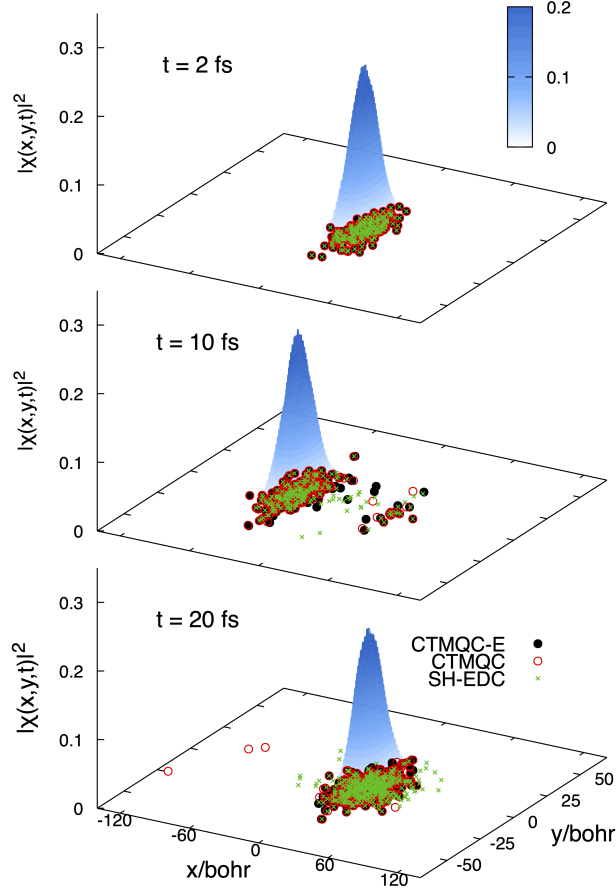 0.3
0.2
0.1
0
|χ(x,y,t)|²
t = 2 fs
0.2
0.1
0
0.3
0.2
0.1
0
|χ(x,y,t)|²
t = 10 fs
0.3
0.2
0.1
0
|χ(x,y,t)|²
t = 20 fs
CTMQC-E
CTMQC
SH-EDC
-120
-60
0
60
120
x/bohr
-50
-25
0
25
50
y/bohr